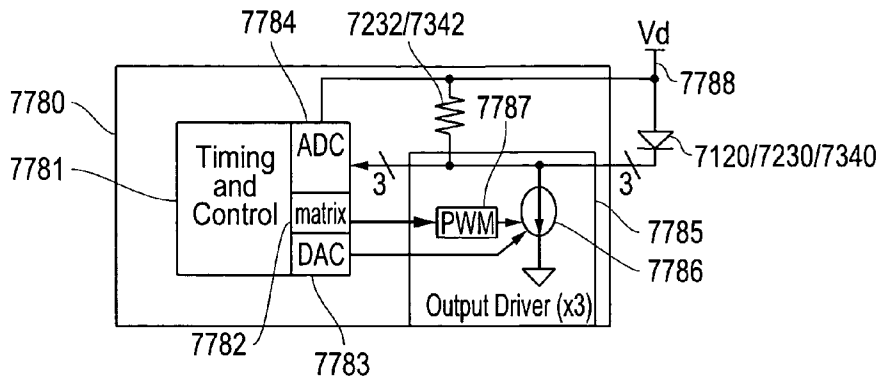 7784
7232/7342
Vd
7788
7780
7787
7781
Timing
and
Control
ADC
3
3
7120/7230/7340
matrix
PWM
DAC
7785
7786
Output Driver (x3)
7782
7783